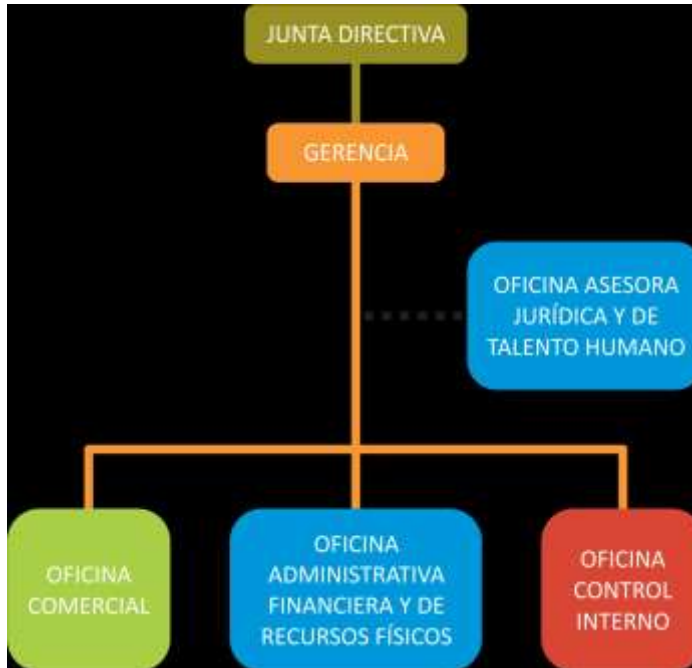 JUNTA DIRECTIVA
GERENCIA
OFICINA ASESORA
JURÍDICA Y DE
TALENTO HUMANO
OFICINA
COMERCIAL
OFICINA
ADMINISTRATIVA
FINANCIERA Y DE
RECURSOS FÍSICOS
OFICINA
CONTROL
INTERNO